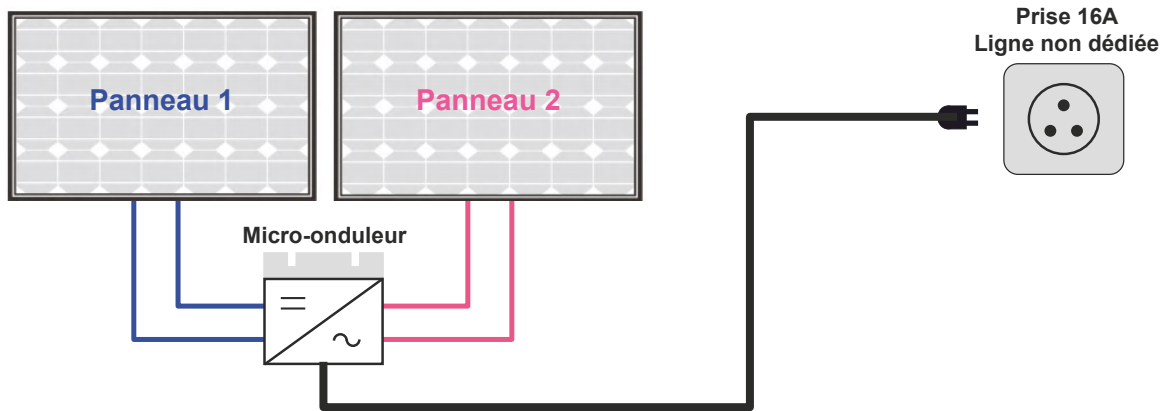 Panneau 1
Panneau 2
Prise 16A
Ligne non dédiée
Micro-onduleur